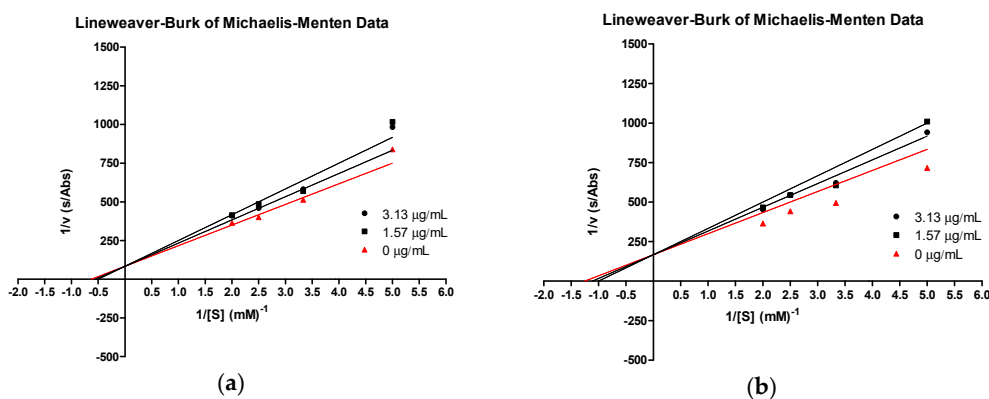 Lineweaver-Burk of Michaelis-Menten Data
1500
1250
1000
750
500
250
-250
-500
-2.0 -1.5 -1.0 -0.5 0.5 1.0 1.5 2.0 2.5 3.0 3.5 4.0 4.5 5.0 5.5 6.0
1/v (s/Abs)
1/[S] (mM)⁻¹
3.13 µg/mL
1.57 µg/mL
0 µg/mL
(a)
Lineweaver-Burk of Michaelis-Menten Data
1500
1250
1000
750
500
250
-250
-500
-2.0 -1.5 -1.0 -0.5 0.5 1.0 1.5 2.0 2.5 3.0 3.5 4.0 4.5 5.0 5.5 6.0
1/v (s/Abs)
1/[S] (mM)⁻¹
3.13 µg/mL
1.57 µg/mL
0 µg/mL
(b)